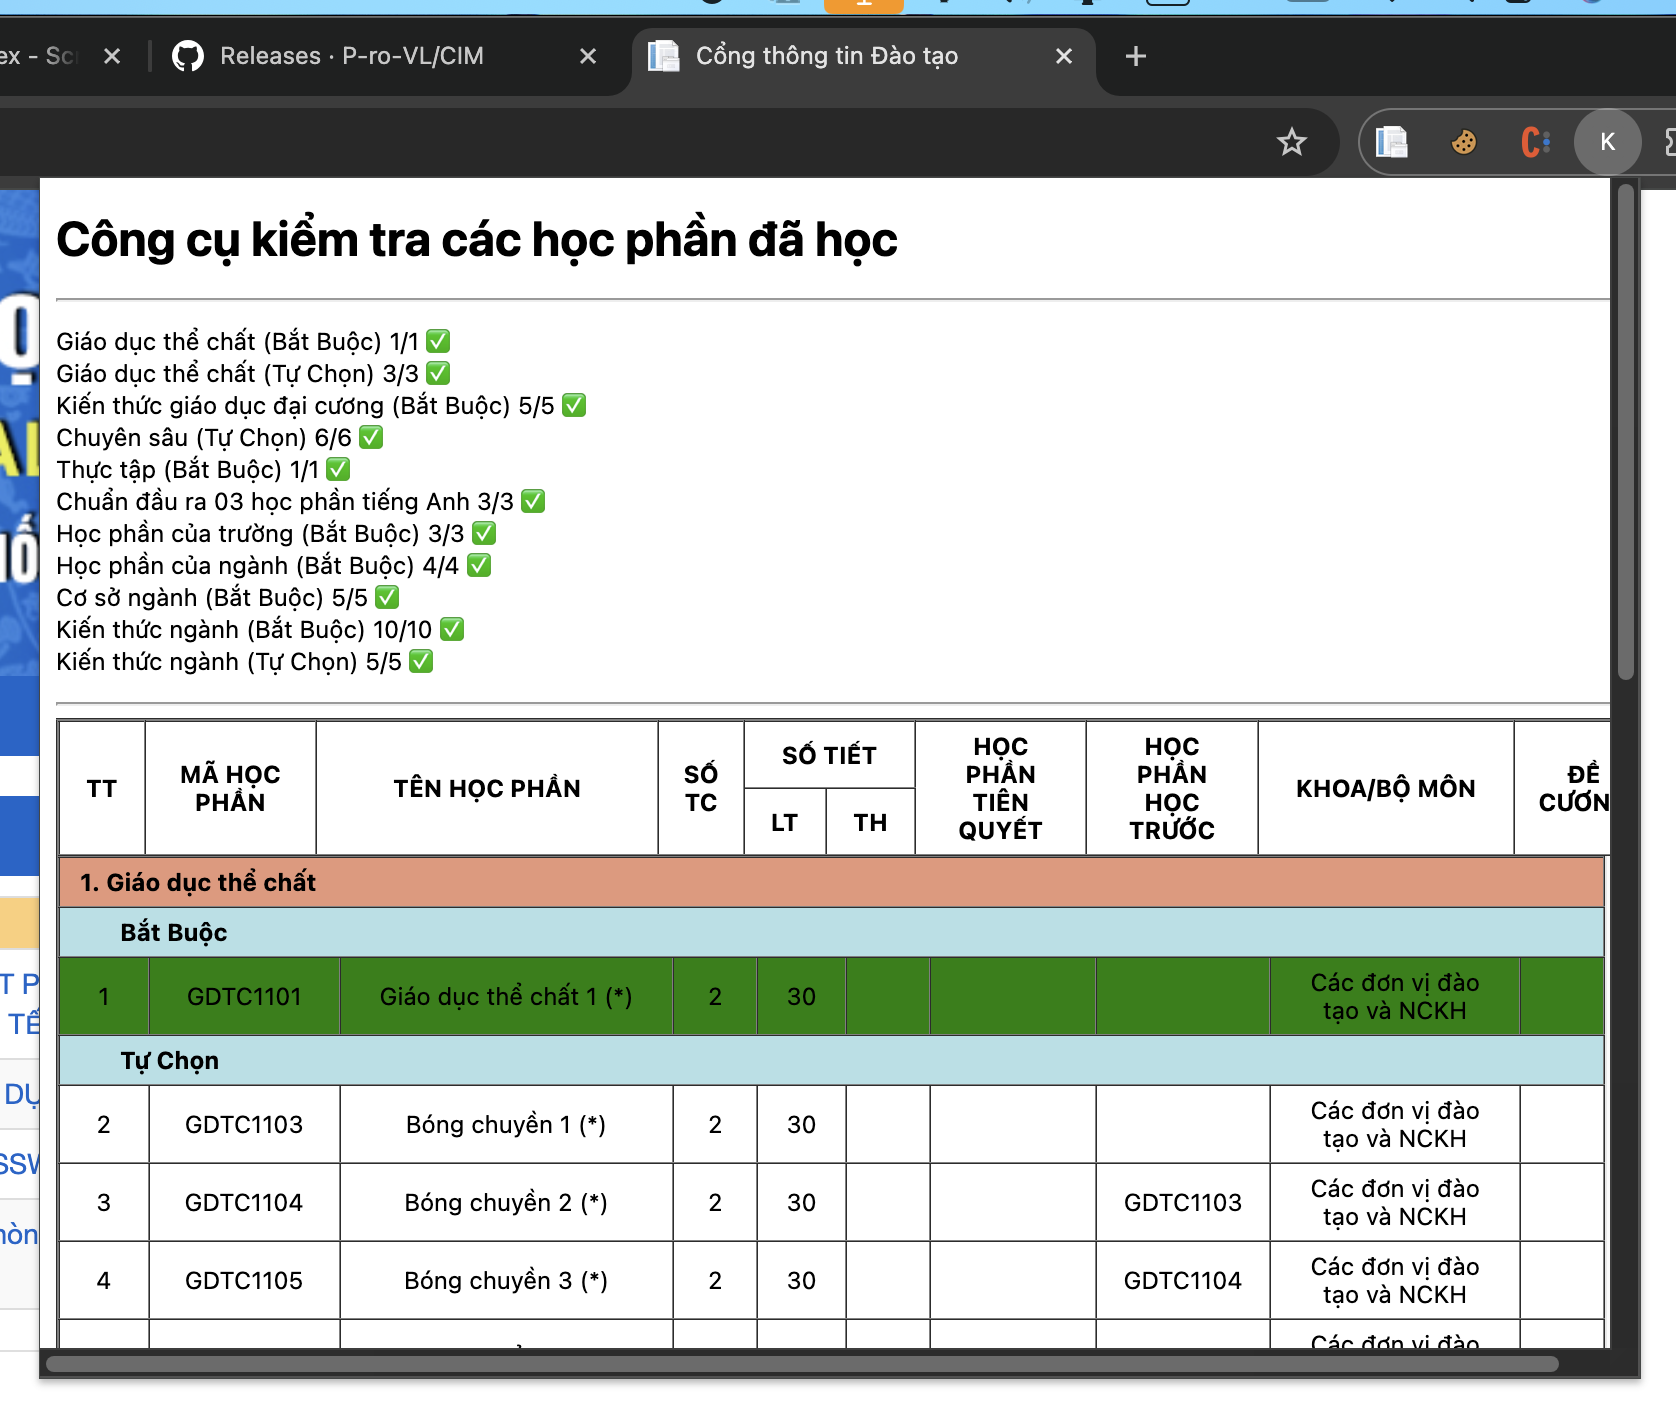 Releases · P-ro-VL/CIM
Cổng thông tin Đào tạo
K
Công cụ kiểm tra các học phần đã học
Giáo dục thể chất (Bắt Buộc) 1/1 ✅
Giáo dục thể chất (Tự Chọn) 3/3 ✅
Kiến thức giáo dục đại cương (Bắt Buộc) 5/5 ✅
Chuyên sâu (Tự Chọn) 6/6 ✅
Thực tập (Bắt Buộc) 1/1 ✅
Chuẩn đầu ra 03 học phần tiếng Anh 3/3 ✅
Học phần của trường (Bắt Buộc) 3/3 ✅
Học phần của ngành (Bắt Buộc) 4/4 ✅
Cơ sở ngành (Bắt Buộc) 5/5 ✅
Kiến thức ngành (Bắt Buộc) 10/10 ✅
Kiến thức ngành (Tự Chọn) 5/5 ✅
TT MÃ HỌC PHẦN TÊN HỌC PHẦN SỐ TC SỐ TIẾT LT TH HỌC PHẦN TIÊN QUYẾT HỌC PHẦN HỌC TRƯỚC KHOA/BỘ MÔN ĐỀ
1. Giáo dục thể chất
Bắt Buộc
1 GDTC1101 Giáo dục thể chất 1 (*) 2 30 Các đơn vị đào tạo và NCKH
Tự Chọn
2 GDTC1103 Bóng chuyền 1 (*) 2 30 Các đơn vị đào tạo và NCKH
3 GDTC1104 Bóng chuyền 2 (*) 2 30 GDTC1103 Các đơn vị đào tạo và NCKH
4 GDTC1105 Bóng chuyền 3 (*) 2 30 GDTC1104 Các đơn vị đào tạo và NCKH
Các đơn vị đào